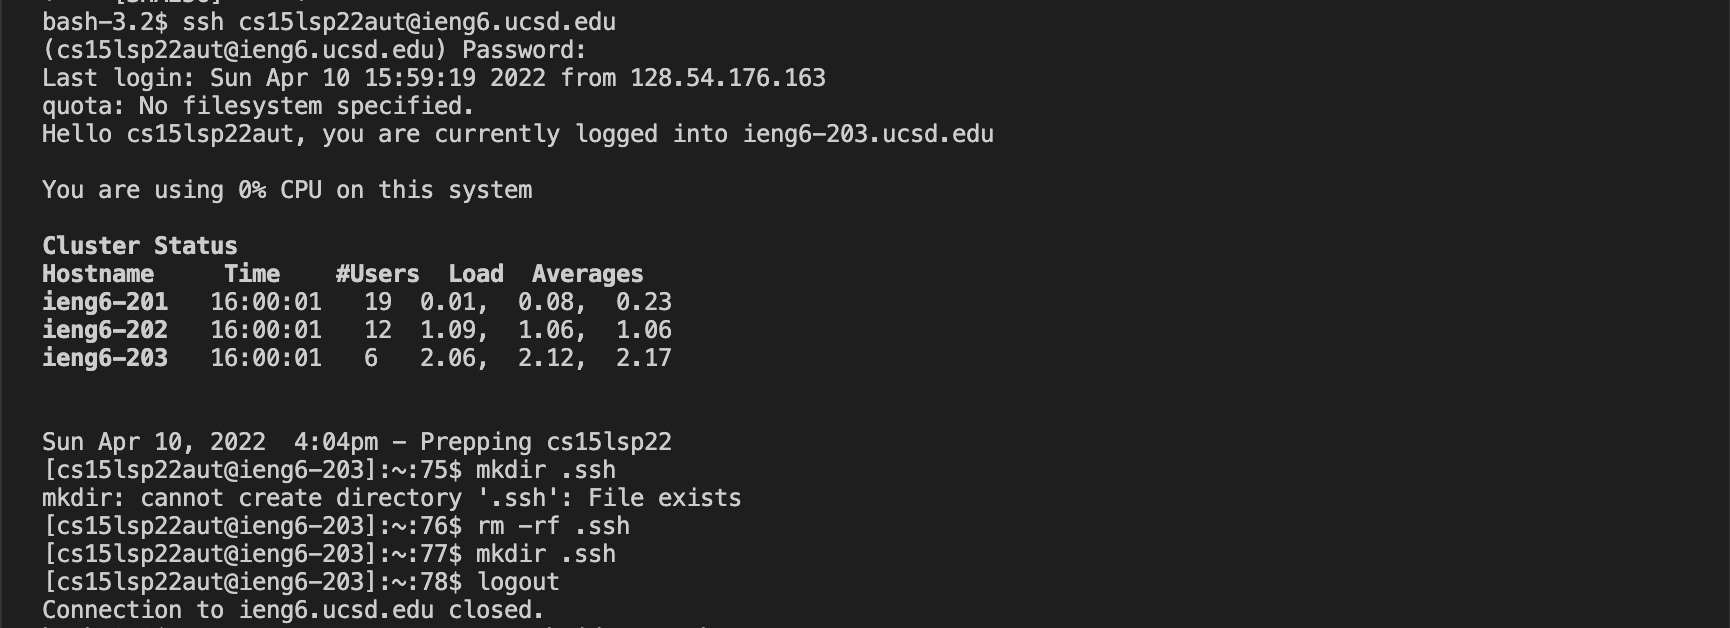 bash-3.2$ ssh cs15lsp22aut@ieng6.ucsd.edu
(cs15lsp22aut@ieng6.ucsd.edu) Password:
Last login: Sun Apr 10 15:59:19 2022 from 128.54.176.163
quota: No filesystem specified.
Hello cs15lsp22aut, you are currently logged into ieng6-203.ucsd.edu
You are using 0% CPU on this system
Cluster Status
Hostname     Time    #Users  Load  Averages
ieng6-201   16:00:01   19  0.01,  0.08,  0.23
ieng6-202   16:00:01   12  1.09,  1.06,  1.06
ieng6-203   16:00:01   6   2.06,  2.12,  2.17
Sun Apr 10, 2022  4:04pm - Prepping cs15lsp22
[cs15lsp22aut@ieng6-203]:~:75$ mkdir .ssh
mkdir: cannot create directory '.ssh': File exists
[cs15lsp22aut@ieng6-203]:~:76$ rm -rf .ssh
[cs15lsp22aut@ieng6-203]:~:77$ mkdir .ssh
[cs15lsp22aut@ieng6-203]:~:78$ logout
Connection to ieng6.ucsd.edu closed.